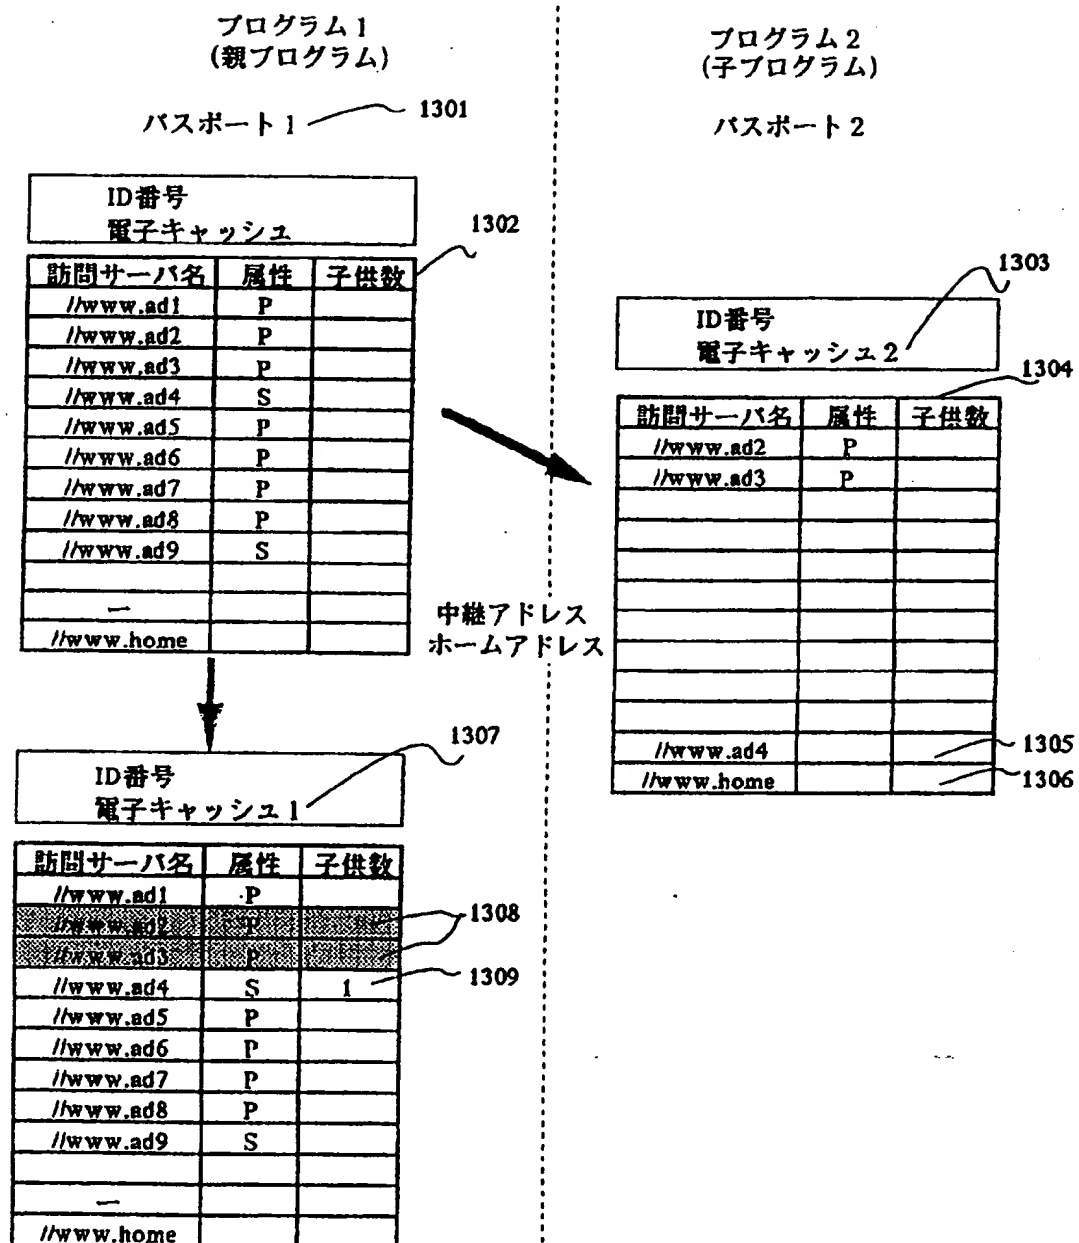 プログラム1
(親プログラム)
パスポート1
1301
ID番号
電子キャッシュ
1302
訪問サーバ名 属性 子供数
//www.ad1 P
//www.ad2 P
//www.ad3 P
//www.ad4 S
//www.ad5 P
//www.ad6 P
//www.ad7 P
//www.ad8 P
//www.ad9 S
—
//www.home
中継アドレス
ホームアドレス
1307
ID番号
電子キャッシュ1
訪問サーバ名 属性 子供数
//www.ad1 P
//www.ad2 P
//www.ad3 P
1308
//www.ad4 S 1
1309
//www.ad5 P
//www.ad6 P
//www.ad7 P
//www.ad8 P
//www.ad9 S
—
//www.home
プログラム2
(子プログラム)
パスポート2
1303
ID番号
電子キャッシュ2
1304
訪問サーバ名 属性 子供数
//www.ad2 P
//www.ad3 P
//www.ad4
1305
//www.home
1306